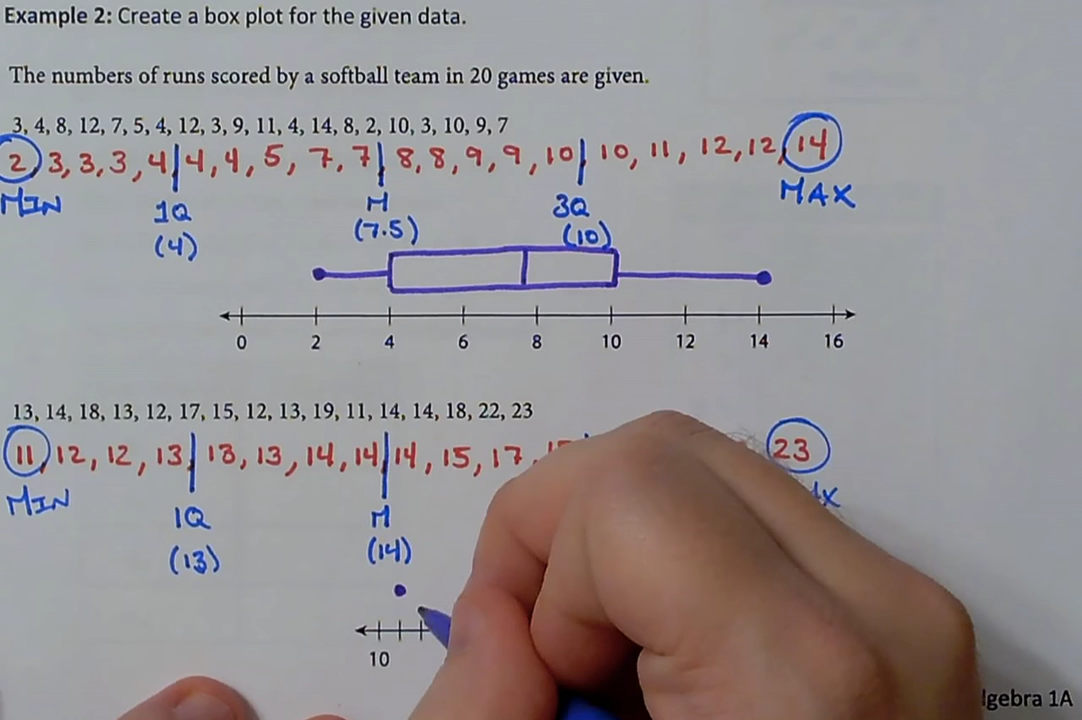 Example 2: Create a box plot for the given data.
The numbers of runs scored by a softball team in 20 games are given.
3, 4, 8, 12, 7, 5, 4, 12, 3, 9, 11, 4, 14, 8, 2, 10, 3, 10, 9, 7
2, 3, 3, 3, 4, 4, 4, 5, 7, 7 8, 8, 9, 9, 10 10, 11, 12, 12, 14
MIN 1Q M 3Q MAX
(4) (7.5) (10)
0 2 4 6 8 10 12 14 16
13, 14, 18, 13, 12, 17, 15, 12, 13, 19, 11, 14, 14, 18, 22, 23
11, 12, 12, 13 13, 13, 14, 14 14, 15, 17, 23
MIN 1Q M
(13) (14)
10
lgebra 1A